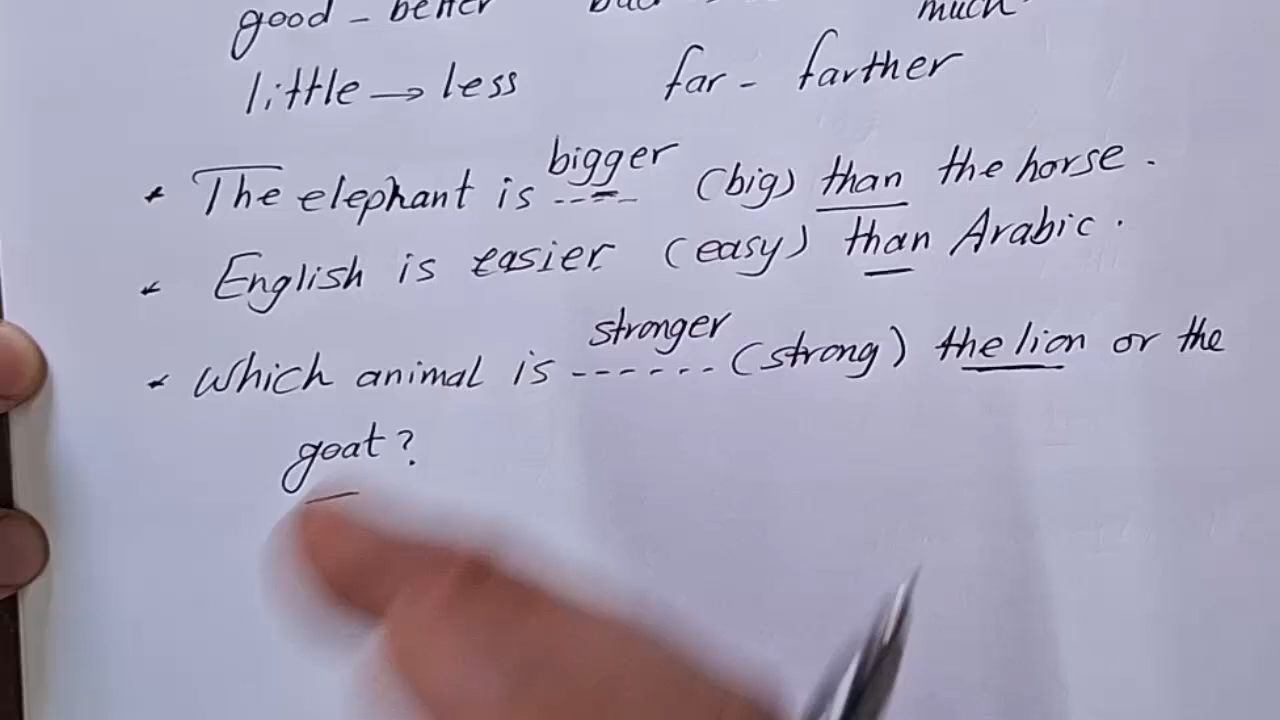 good - better much
little → less far - farther
bigger
* The elephant is ----- (big) than the horse.
* English is easier (easy) than Arabic.
stronger
* Which animal is ------ (strong) the lion or the
goat?